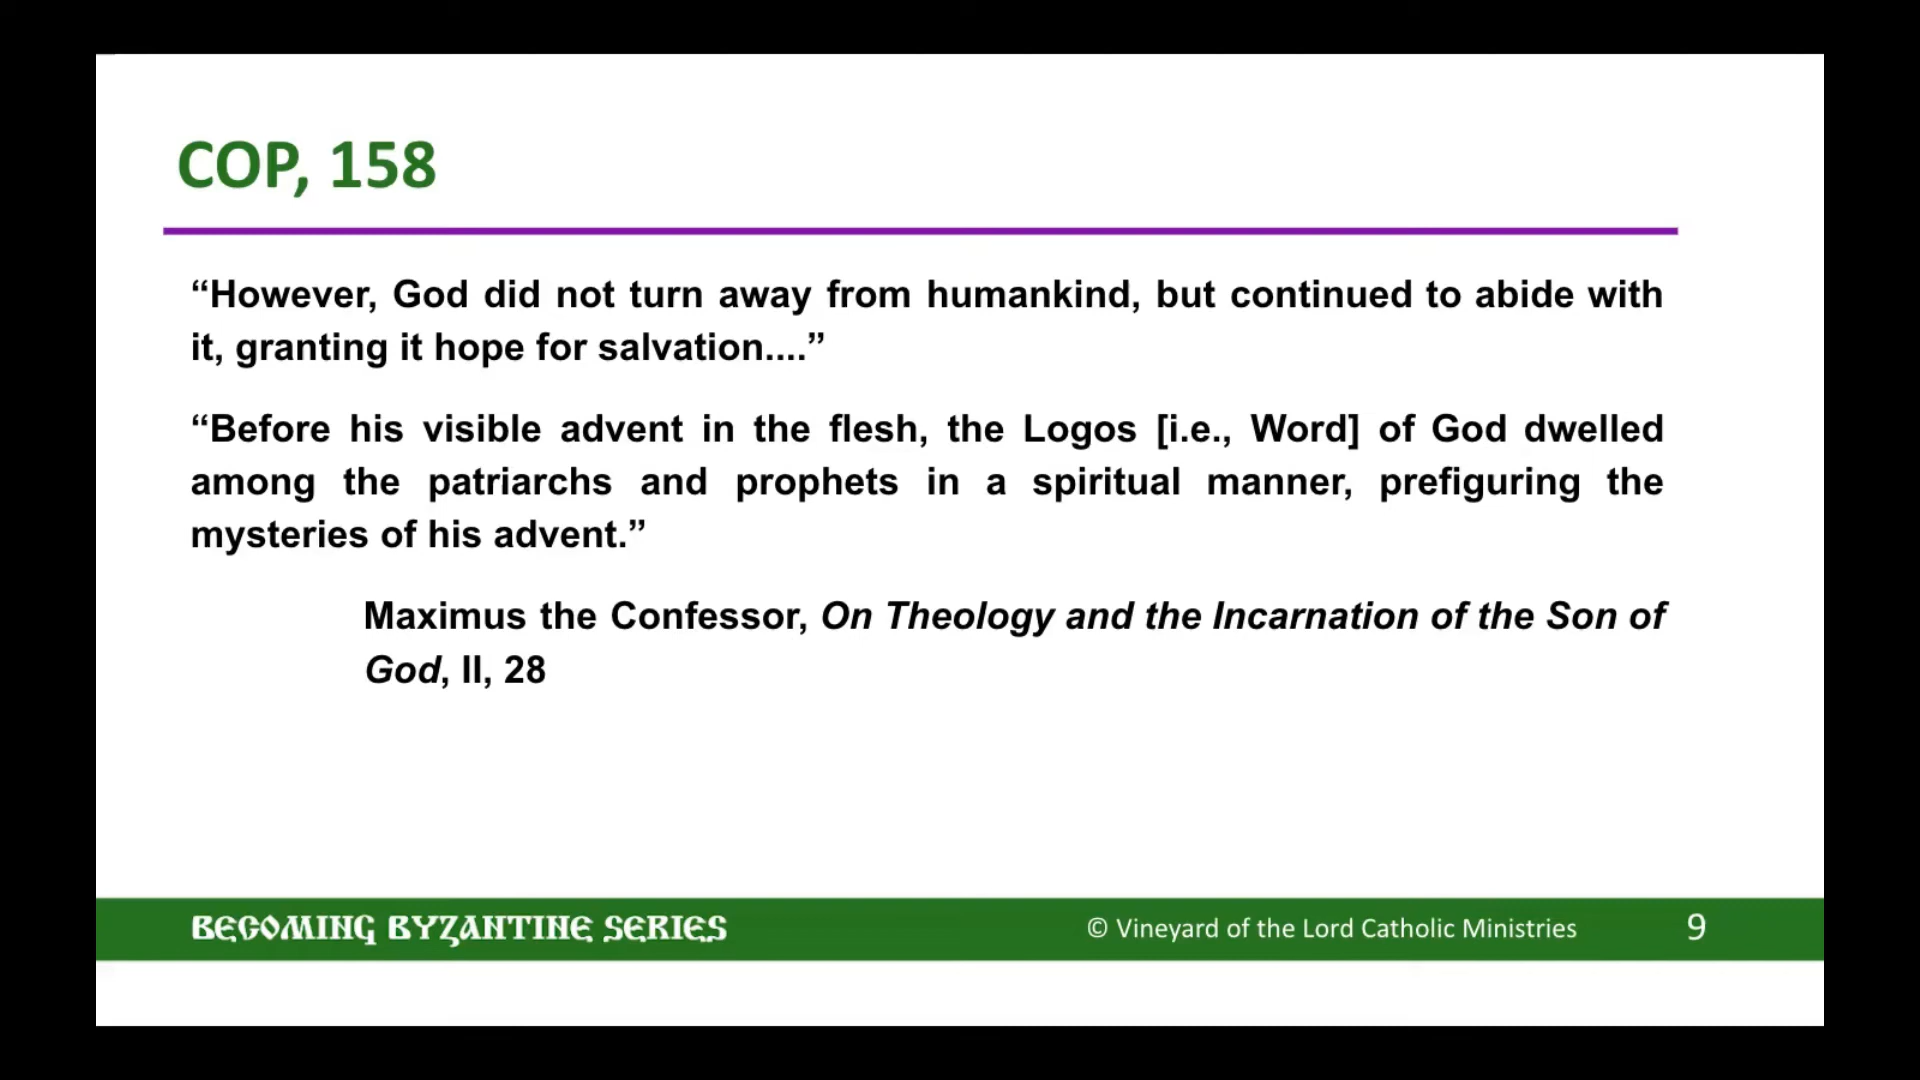 COP, 158
“However, God did not turn away from humankind, but continued to abide with
it, granting it hope for salvation....”
“Before his visible advent in the flesh, the Logos [i.e., Word] of God dwelled
among the patriarchs and prophets in a spiritual manner, prefiguring the
mysteries of his advent.”
Maximus the Confessor, On Theology and the Incarnation of the Son of
God, II, 28
BECOMING BYZANTINE SERIES
© Vineyard of the Lord Catholic Ministries
9